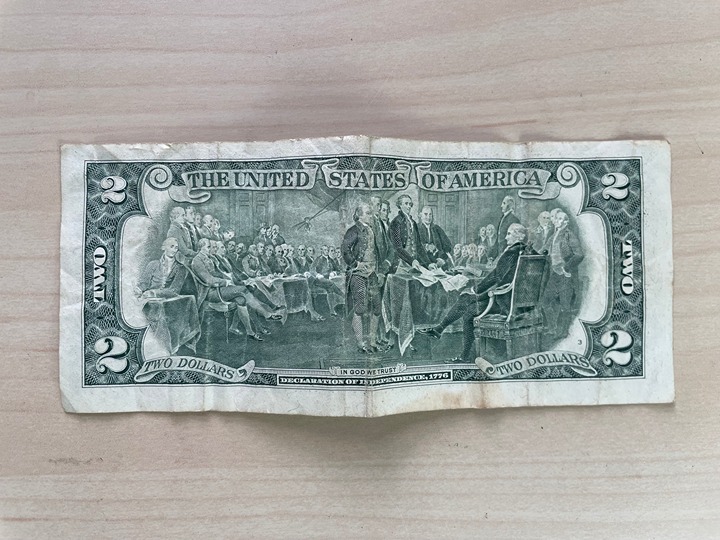 THE UNITED STATES OF AMERICA
2 2
TWO TWO
2 2
3
TWO DOLLARS TWO DOLLARS
IN GOD WE TRUST
DECLARATION OF INDEPENDENCE, 1776